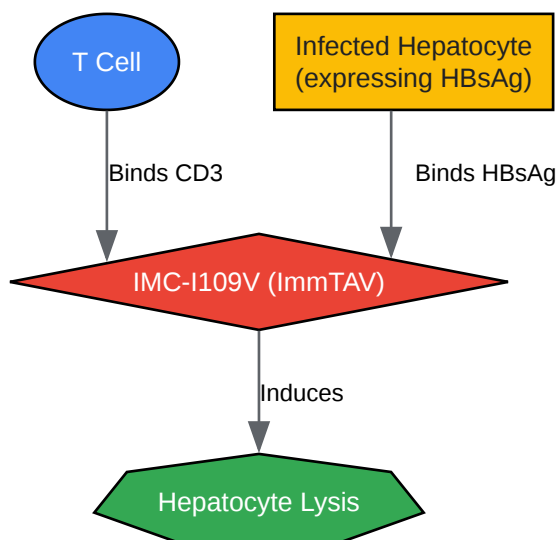 T Cell
Infected Hepatocyte
(expressing HBsAg)
Binds CD3
Binds HBsAg
IMC-I109V (ImmTAV)
Induces
Hepatocyte Lysis